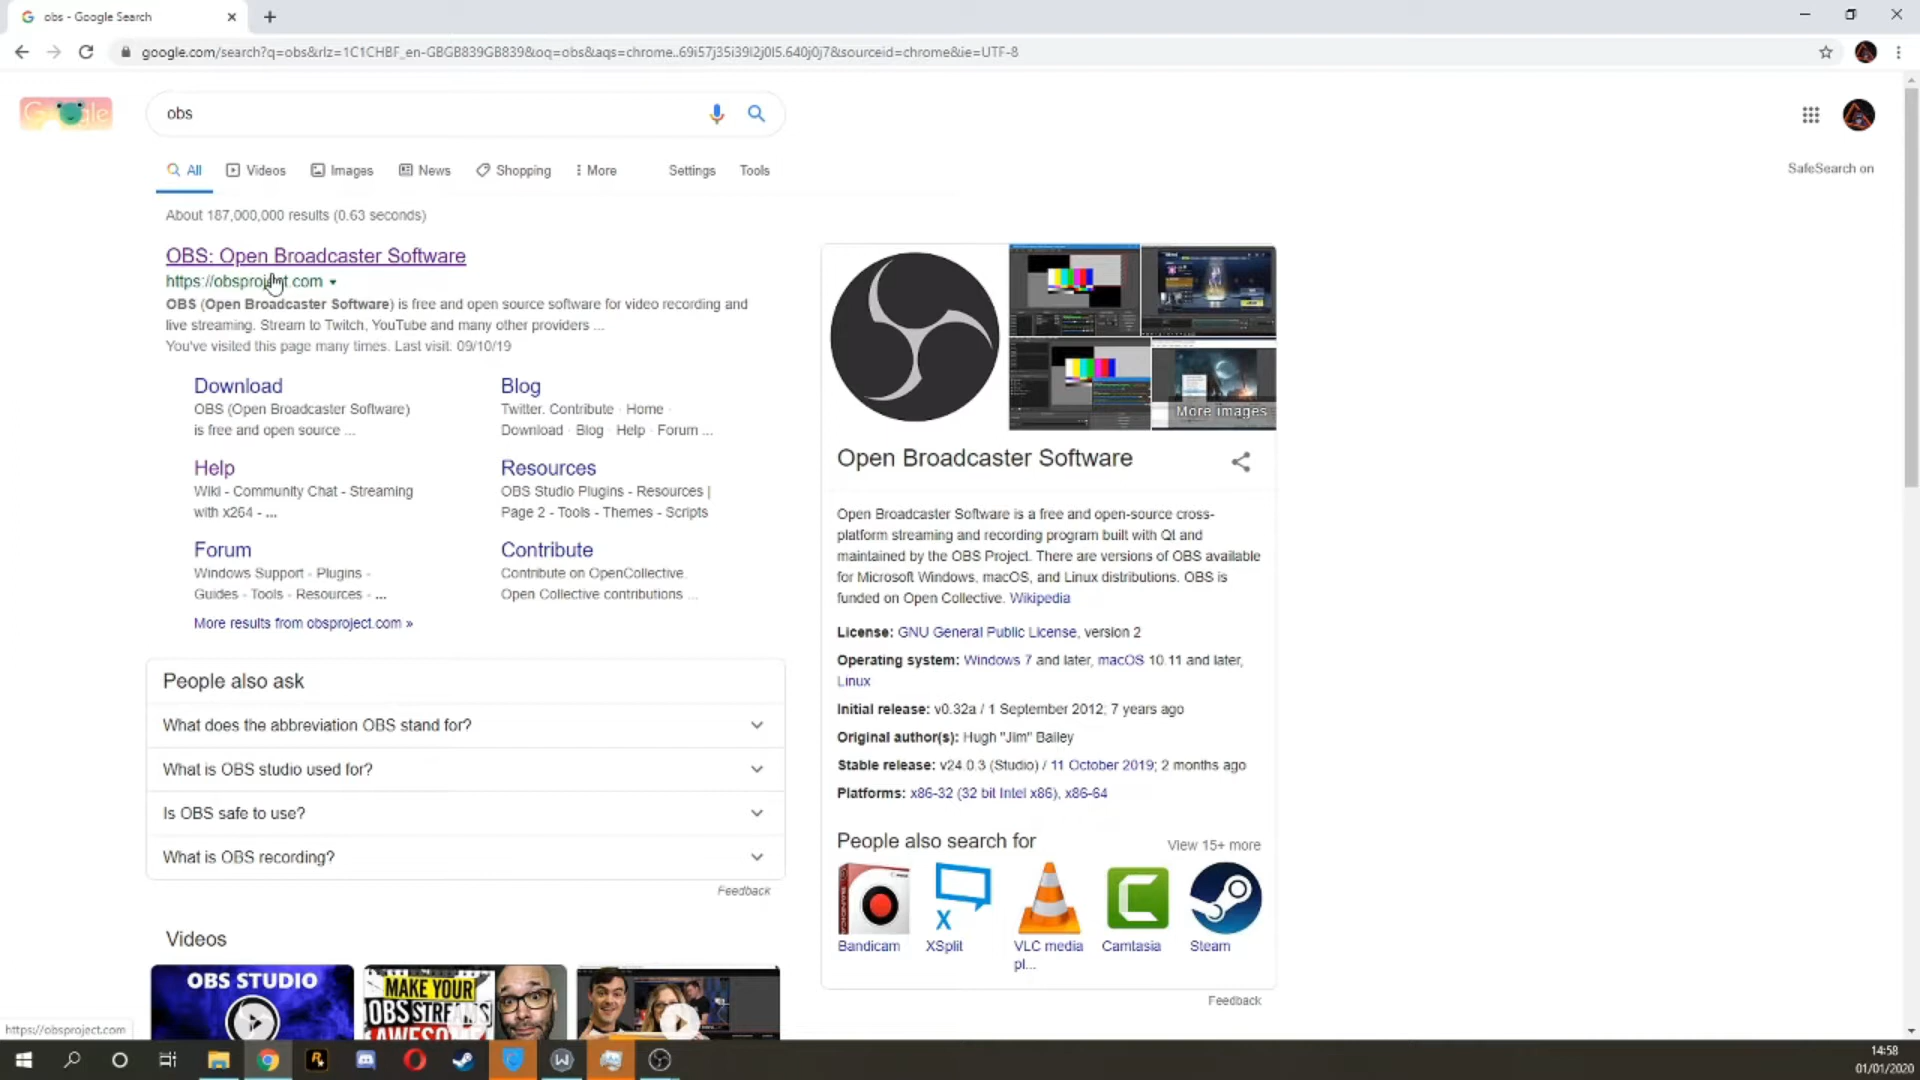 obs - Google Search
google.com/search?q=obs&rlz=1C1CHBF_en-GBGB839GB839&oq=obs&aqs=chrome..69i57j35i39l2j0l5.640j0j7&sourceid=chrome&ie=UTF-8
Google
obs
All
Videos
Images
News
Shopping
More
Settings
Tools
SafeSearch on
About 187,000,000 results (0.63 seconds)
OBS: Open Broadcaster Software
https://obsproject.com
OBS (Open Broadcaster Software) is free and open source software for video recording and
live streaming. Stream to Twitch, YouTube and many other providers ...
You've visited this page many times. Last visit: 09/10/19
Download
OBS (Open Broadcaster Software)
is free and open source ...
Blog
Twitter. Contribute · Home ·
Download · Blog · Help · Forum ...
Help
Wiki - Community Chat - Streaming
with x264 - ...
Resources
OBS Studio Plugins - Resources |
Page 2 - Tools - Themes - Scripts
Forum
Windows Support - Plugins -
Guides - Tools - Resources - ...
Contribute
Contribute on OpenCollective.
Open Collective contributions ...
More results from obsproject.com »
People also ask
What does the abbreviation OBS stand for?
What is OBS studio used for?
Is OBS safe to use?
What is OBS recording?
Feedback
Videos
OBS STUDIO
MAKE YOUR
OBS STREAMS
AWESOME
More images
Open Broadcaster Software
Open Broadcaster Software is a free and open-source cross-
platform streaming and recording program built with Qt and
maintained by the OBS Project. There are versions of OBS available
for Microsoft Windows, macOS, and Linux distributions. OBS is
funded on Open Collective. Wikipedia
License: GNU General Public License, version 2
Operating system: Windows 7 and later, macOS 10.11 and later,
Linux
Initial release: v0.32a / 1 September 2012; 7 years ago
Original author(s): Hugh "Jim" Bailey
Stable release: v24.0.3 (Studio) / 11 October 2019; 2 months ago
Platforms: x86-32 (32 bit Intel x86), x86-64
People also search for
View 15+ more
Bandicam
XSplit
VLC media
pl...
Camtasia
Steam
Feedback
https://obsproject.com
14:58
01/01/2020